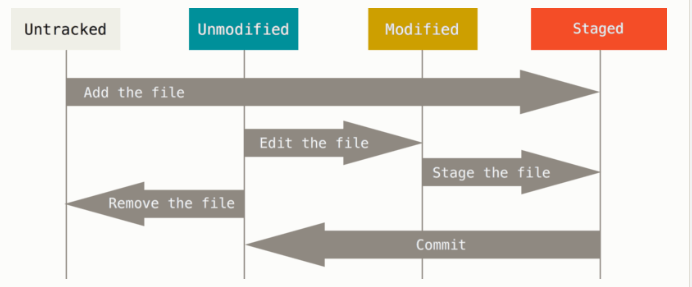 Untracked
Unmodified
Modified
Staged
Add the file
Edit the file
Stage the file
Remove the file
Commit